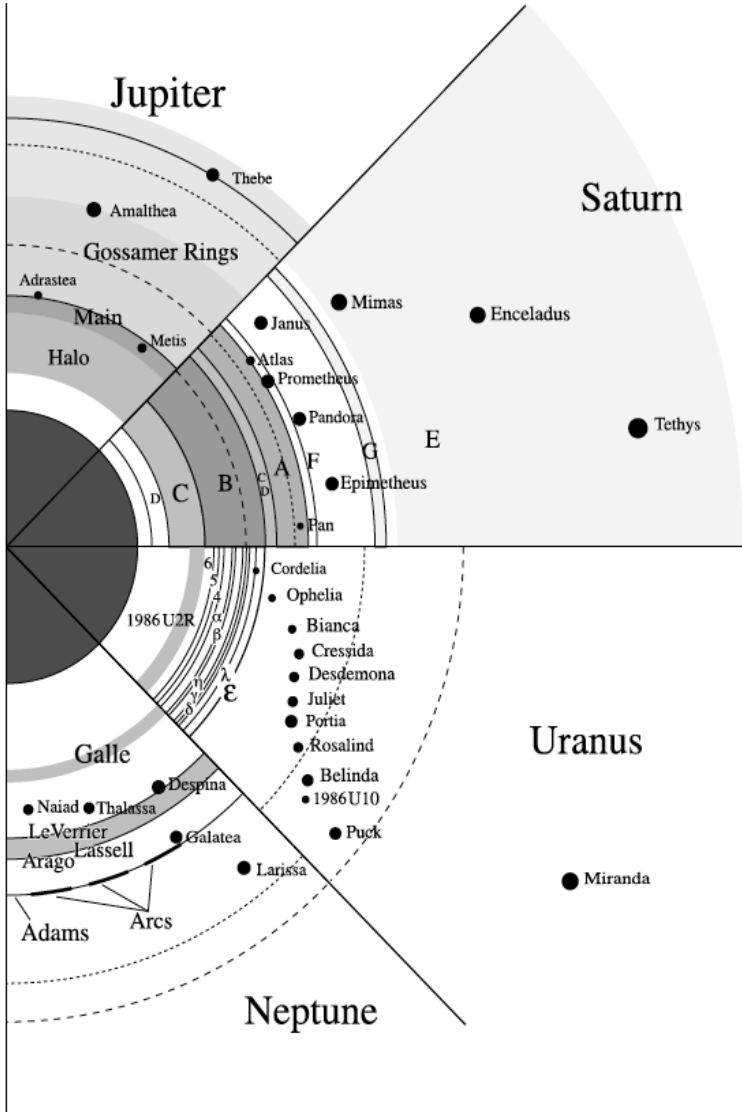 Jupiter
Thebe
Amalthea
Gossamer Rings
Adrastea
Main
Metis
Halo
Saturn
Mimas
Enceladus
Janus
Atlas
Prometheus
Pandora
Tethys
Epimetheus
Pan
D
C
B
C
D
A
F
G
E
Cordelia
Ophelia
Bianca
Cressida
Desdemona
Juliet
Portia
Rosalind
Belinda
1986U10
Puck
Uranus
Miranda
6
5
4
α
β
η
γ
δ
λ
ε
1986U2R
Galle
Despina
Naiad
Thalassa
LeVerrier
Galatea
Lassell
Arago
Larissa
Arcs
Adams
Neptune